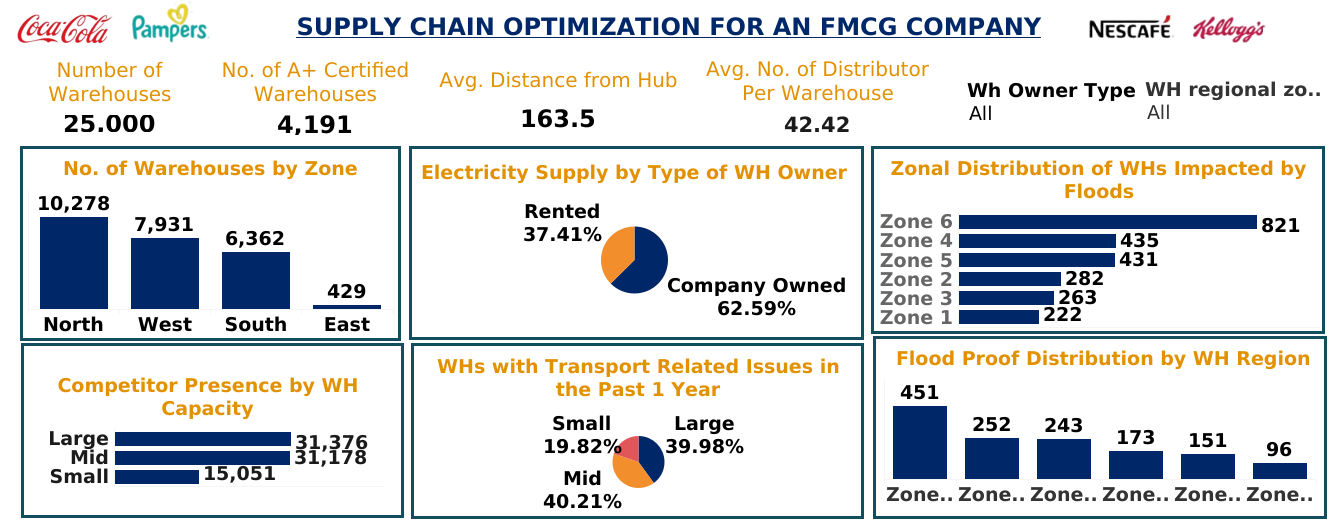 Coca-Cola
Pampers
SUPPLY CHAIN OPTIMIZATION FOR AN FMCG COMPANY
NESCAFÉ
Kellogg's
Number of
Warehouses
25.000
No. of A+ Certified
Warehouses
4,191
Avg. Distance from Hub
163.5
Avg. No. of Distributor
Per Warehouse
42.42
Wh Owner Type
All
WH regional zo..
All
No. of Warehouses by Zone
10,278
7,931
6,362
429
North
West
South
East
Electricity Supply by Type of WH Owner
Rented
37.41%
Company Owned
62.59%
Zonal Distribution of WHs Impacted by
Floods
Zone 6 821
Zone 4 435
Zone 5 431
Zone 2 282
Zone 3 263
Zone 1 222
Competitor Presence by WH
Capacity
Large 31,376
Mid 31,178
Small 15,051
WHs with Transport Related Issues in
the Past 1 Year
Small
19.82%
Large
39.98%
Mid
40.21%
Flood Proof Distribution by WH Region
451
252
243
173
151
96
Zone..
Zone..
Zone..
Zone..
Zone..
Zone..